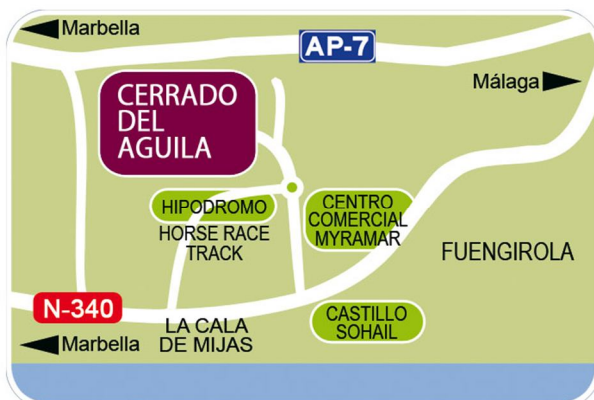 Marbella
AP-7
Málaga
CERRADO
DEL
AGUILA
HIPODROMO
HORSE RACE
TRACK
CENTRO
COMERCIAL
MYRAMAR
FUENGIROLA
N-340
LA CALA
DE MIJAS
CASTILLO
SOHAIL
Marbella